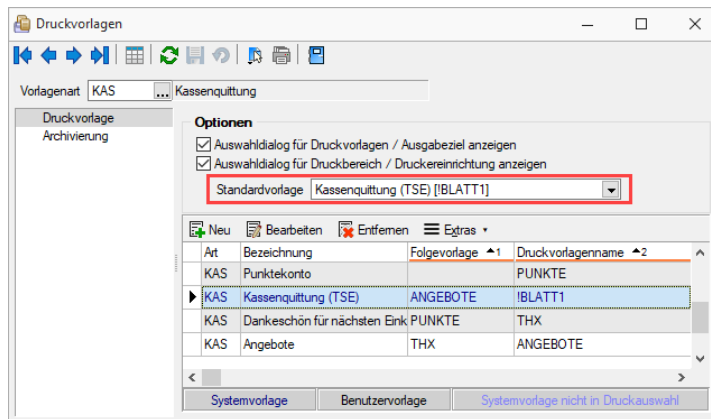 Druckvorlagen
Vorlagenart KAS ... Kassenquittung
Druckvorlage
Archivierung
Optionen
Auswahldialog für Druckvorlagen / Ausgabeziel anzeigen
Auswahldialog für Druckbereich / Druckereinrichtung anzeigen
Standardvorlage Kassenquittung (TSE) [!BLATT1]
Neu Bearbeiten Entfernen Extras
Art Bezeichnung Folgevorlage 1 Druckvorlagenname 2
KAS Punktekonto PUNKTE
KAS Kassenquittung (TSE) ANGEBOTE !BLATT1
KAS Dankeschön für nächsten Eink PUNKTE THX
KAS Angebote THX ANGEBOTE
Systemvorlage Benutzervorlage Systemvorlage nicht in Druckauswahl